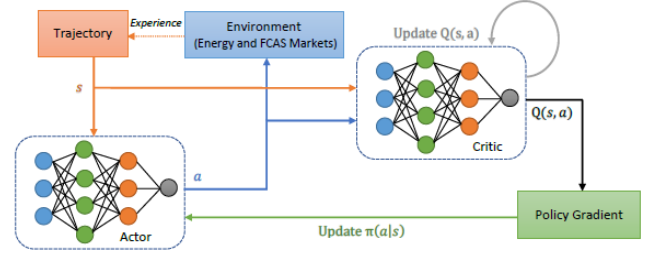 Trajectory
Experience
Environment
(Energy and FCAS Markets)
Update Q(s, a)
s
Critic
Q(s, a)
a
Actor
Update π(a|s)
Policy Gradient